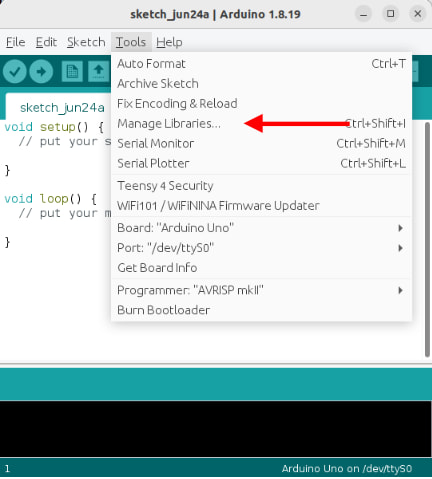 sketch_jun24a | Arduino 1.8.19
File Edit Sketch Tools Help
Auto Format Ctrl+T
Archive Sketch
Fix Encoding & Reload
Manage Libraries... Ctrl+Shift+I
Serial Monitor Ctrl+Shift+M
Serial Plotter Ctrl+Shift+L
Teensy 4 Security
WiFi101 / WiFiNINA Firmware Updater
Board: "Arduino Uno"
Port: "/dev/ttyS0"
Get Board Info
Programmer: "AVRISP mkII"
Burn Bootloader
sketch_jun24a
void setup() {
// put your s
}
void loop() {
// put your m
}
1 Arduino Uno on /dev/ttyS0